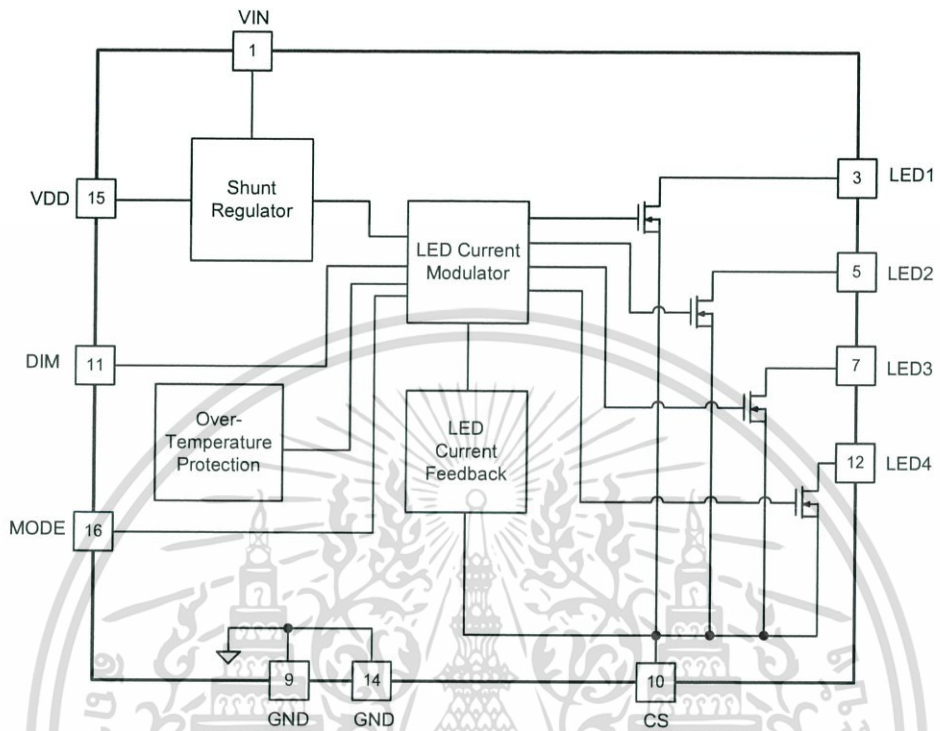 VIN
1
Shunt
Regulator
VDD
15
LED Current
Modulator
3
LED1
5
LED2
DIM
11
7
LED3
Over-
Temperature
Protection
LED
Current
Feedback
12
LED4
MODE
16
9
14
10
GND
GND
CS